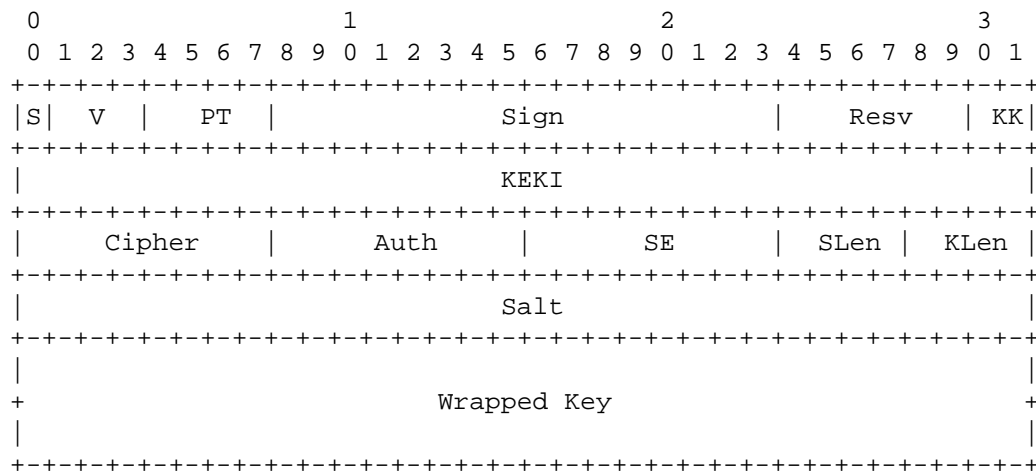 0                   1                   2                   3
 0 1 2 3 4 5 6 7 8 9 0 1 2 3 4 5 6 7 8 9 0 1 2 3 4 5 6 7 8 9 0 1
+-+-+-+-+-+-+-+-+-+-+-+-+-+-+-+-+-+-+-+-+-+-+-+-+-+-+-+-+-+-+-+-+
|S|  V  |   PT  |              Sign             |    Resv   | KK|
+-+-+-+-+-+-+-+-+-+-+-+-+-+-+-+-+-+-+-+-+-+-+-+-+-+-+-+-+-+-+-+-+
|                              KEKI                             |
+-+-+-+-+-+-+-+-+-+-+-+-+-+-+-+-+-+-+-+-+-+-+-+-+-+-+-+-+-+-+-+-+
|     Cipher    |      Auth     |       SE      |  SLen |  KLen |
+-+-+-+-+-+-+-+-+-+-+-+-+-+-+-+-+-+-+-+-+-+-+-+-+-+-+-+-+-+-+-+-+
|                              Salt                             |
+-+-+-+-+-+-+-+-+-+-+-+-+-+-+-+-+-+-+-+-+-+-+-+-+-+-+-+-+-+-+-+-+
|                                                               |
+                          Wrapped Key                          +
|                                                               |
+-+-+-+-+-+-+-+-+-+-+-+-+-+-+-+-+-+-+-+-+-+-+-+-+-+-+-+-+-+-+-+-+